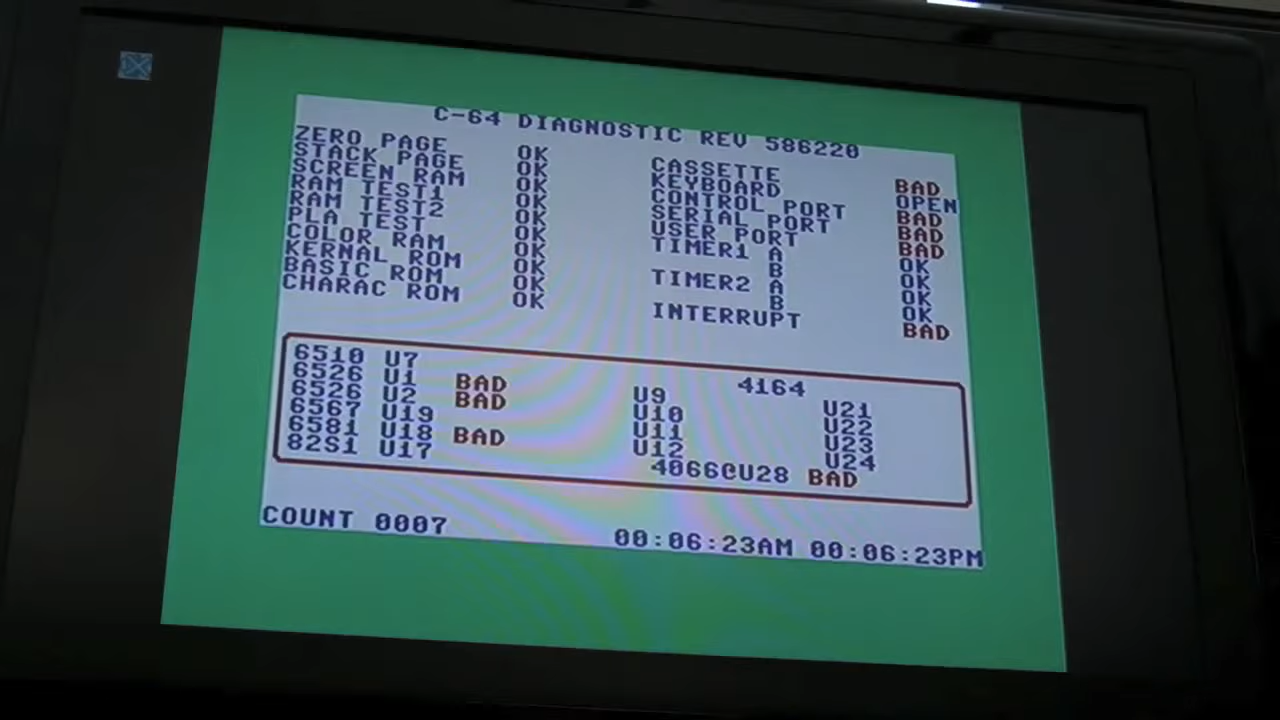 C-64 DIAGNOSTIC REV 586220
ZERO PAGE OK
STACK PAGE OK
SCREEN RAM OK
RAM TEST1 OK
RAM TEST2 OK
PLA TEST OK
COLOR RAM OK
KERNAL ROM OK
BASIC ROM OK
CHARAC ROM OK
CASSETTE BAD
KEYBOARD OPEN
CONTROL PORT BAD
SERIAL PORT BAD
USER PORT BAD
TIMER1 A OK
B OK
TIMER2 A OK
B OK
INTERRUPT BAD
6510 U7
6526 U1 BAD
6526 U2 BAD
6567 U19
6581 U18 BAD
82S1 U17
4164
U9 U21
U10 U22
U11 U23
U12 U24
4066@U28 BAD
COUNT 0007
00:06:23AM 00:06:23PM